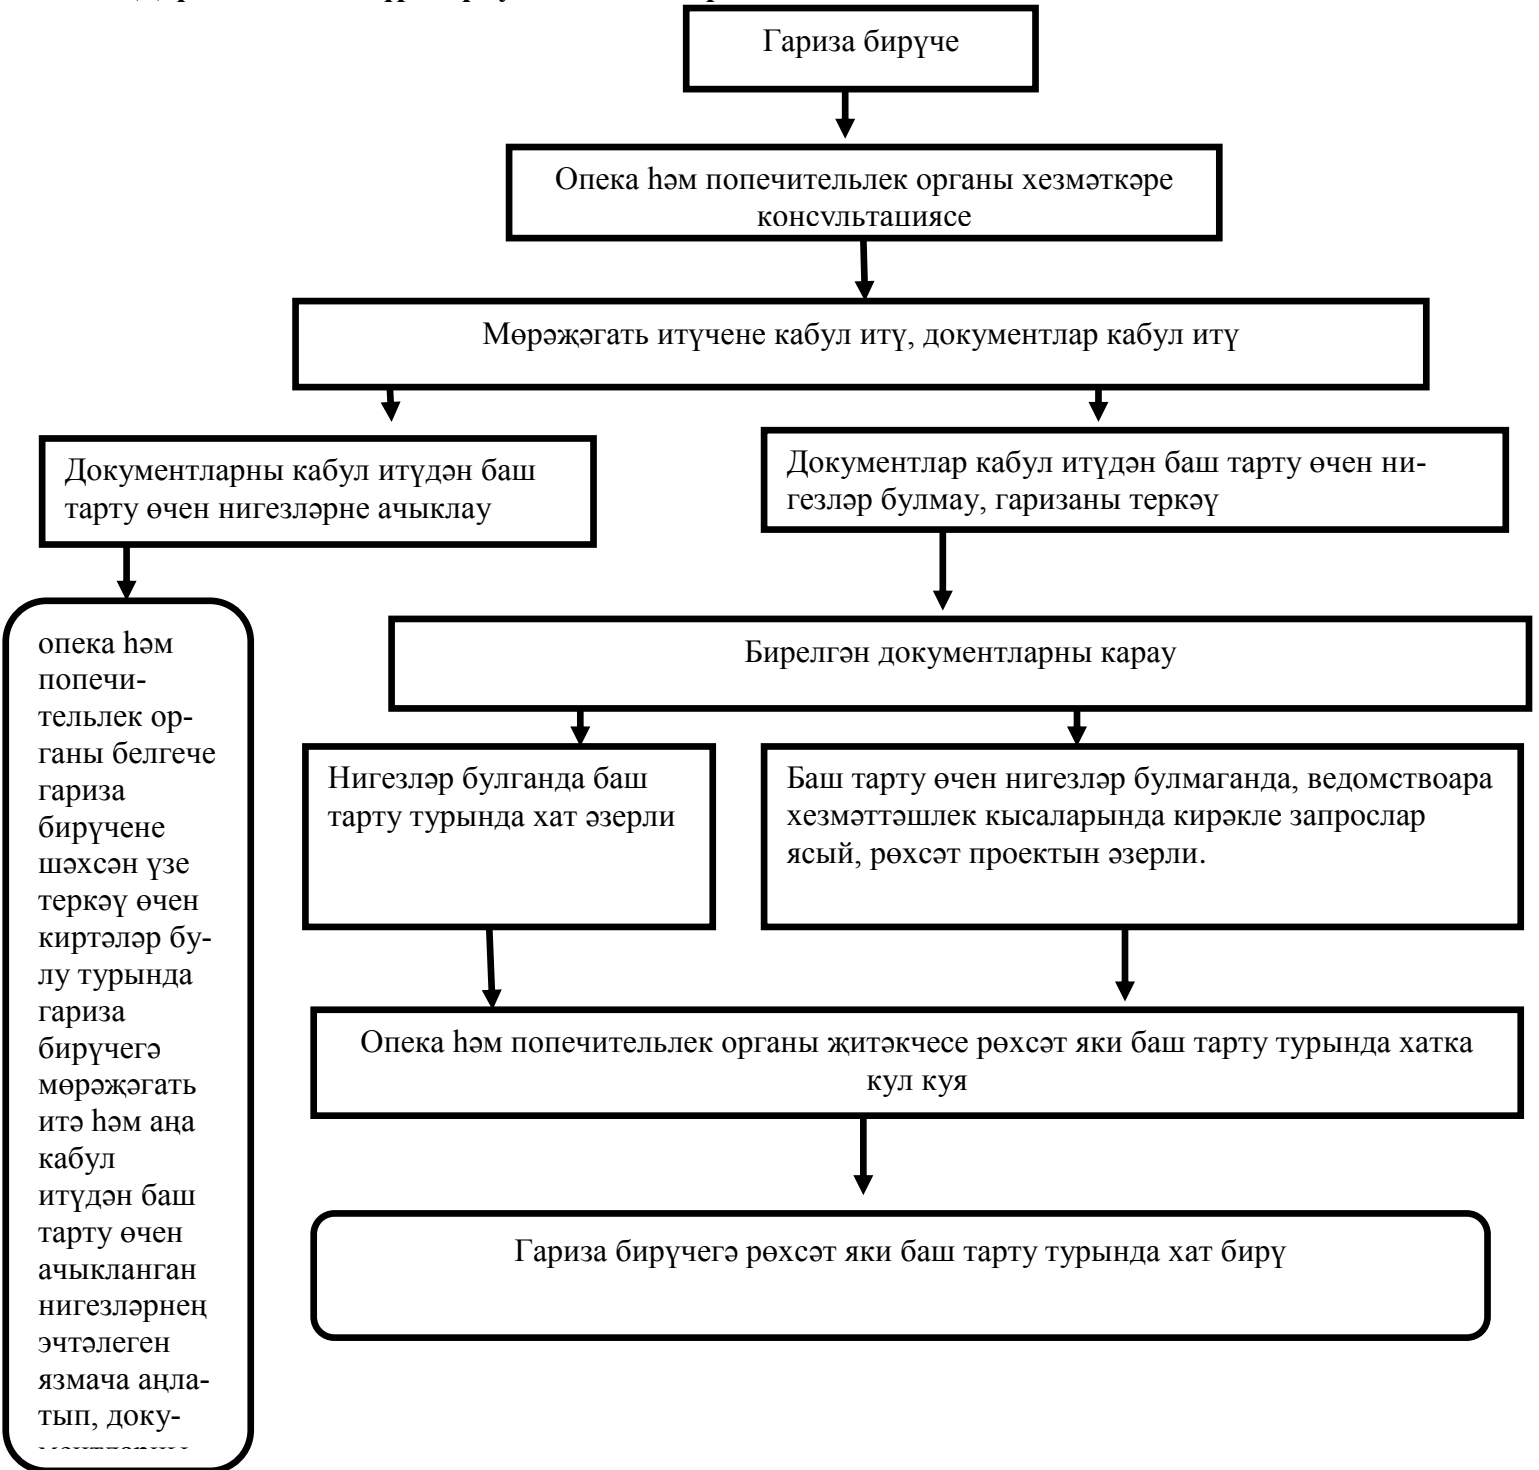 Гариза бирүче
Опека һәм попечительлек органы хезмәткәре
консультациясе
Мөрәҗәгать итүчене кабул итү, документлар кабул итү
Документларны кабул итүдән баш
тарту өчен нигезләрне ачыклау
Документлар кабул итүдән баш тарту өчен ни-
гезләр булмау, гаризаны теркәү
опека һәм
попечи-
тельлек ор-
ганы белгече
гариза
бирүчене
шәхсән үзе
теркәү өчен
киртәләр бу-
лу турында
гариза
бирүчегә
мөрәҗәгать
итә һәм аңа
кабул
итүдән баш
тарту өчен
ачыкланган
нигезләрнең
эчтәлеген
язмача аңла-
тып, доку-
Бирелгән документларны карау
Нигезләр булганда баш
тарту турында хат әзерли
Баш тарту өчен нигезләр булмаганда, ведомствоара
хезмәттәшлек кысаларында кирәкле запрослар
ясый, рөхсәт проектын әзерли.
Опека һәм попечительлек органы җитәкчесе рөхсәт яки баш тарту турында хатка
кул куя
Гариза бирүчегә рөхсәт яки баш тарту турында хат бирү